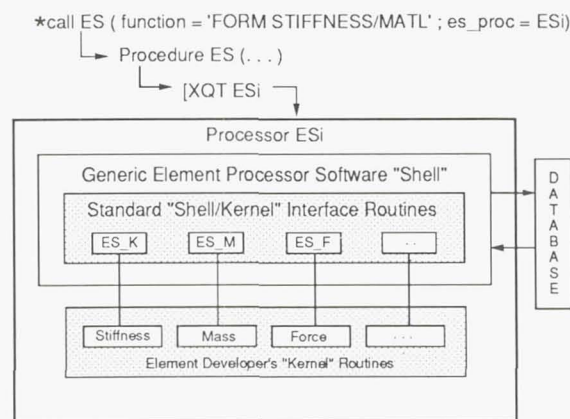 *call ES ( function = 'FORM STIFFNESS/MATL' ; es_proc = ESi)
Procedure ES (. . .)
[XQT ESi
Processor ESi
Generic Element Processor Software "Shell"
Standard "Shell/Kernel" Interface Routines
ES_K ES_M ES_F . .
Stiffness Mass Force . . .
Element Developer's "Kernel" Routines
DATABASE